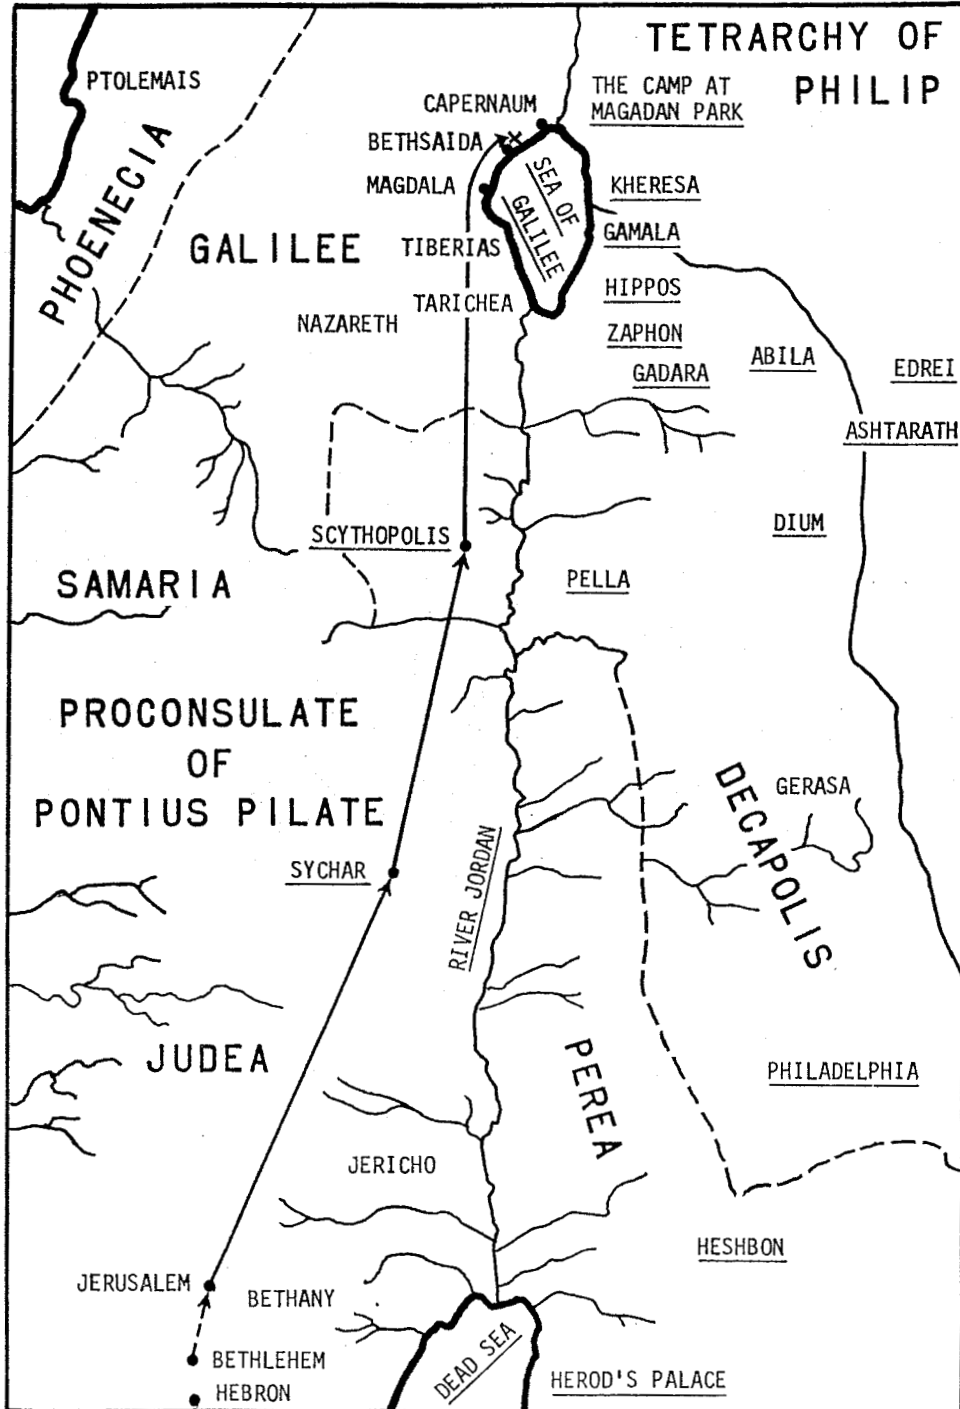 TETRARCHY OF
PHILIP
PTOLEMAIS
THE CAMP AT
MAGADAN PARK
CAPERNAUM
BETHSAIDA
MAGDALA
SEA OF
GALILEE
KHERESA
PHOENECIA
GALILEE
TIBERIAS
GAMALA
HIPPOS
TARICHEA
NAZARETH
ZAPHON
ABILA
GADARA
EDREI
ASHTARATH
DIUM
SCYTHOPOLIS
SAMARIA
PELLA
PROCONSULATE
OF
PONTIUS PILATE
DECAPOLIS
GERASA
SYCHAR
RIVER JORDAN
JUDEA
PEREA
PHILADELPHIA
JERICHO
HESHBON
JERUSALEM
BETHANY
BETHLEHEM
DEAD SEA
HEROD'S PALACE
HEBRON